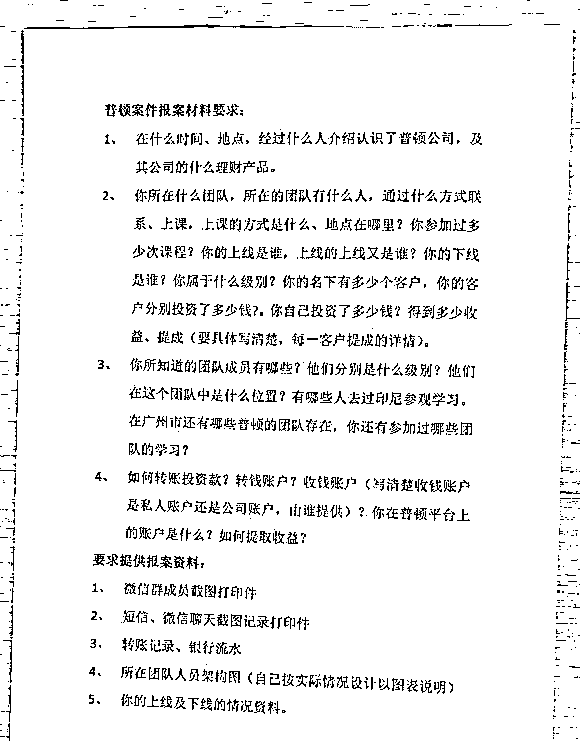 普顿案件报案材料要求：
1、 在什么时间、地点，经过什么人介绍认识了普顿公司，及
其公司的什么理财产品。
2、 你所在什么团队，所在的团队有什么人，通过什么方式联
系、上课，上课的方式是什么、地点在哪里？你参加过多
少次课程？你的上线是谁，上线的上线又是谁？你的下线
是谁？你属于什么级别？你的名下有多少个客户，你的客
户分别投资了多少钱？，你自己投资了多少钱？得到多少收
益、提成（要具体写清楚，每一客户提成的详情）。
3、 你所知道的团队成员有哪些？他们分别是什么级别？他们
在这个团队中是什么位置？有哪些人去过印尼参观学习。
在广州市还有哪些普顿的团队存在，你还有参加过哪些团
队的学习？
4、 如何转账投资款？转钱账户？收钱账户（写清楚收钱账户
是私人账户还是公司账户，由谁提供）？你在普顿平台上
的账户是什么？如何提取收益？
要求提供报案资料：
1、 微信群成员截图打印件
2、 短信、微信聊天截图记录打印件
3、 转账记录、银行流水
4、 所在团队人员架构图（自己按实际情况设计以图表说明）
5、 你的上线及下线的情况资料。